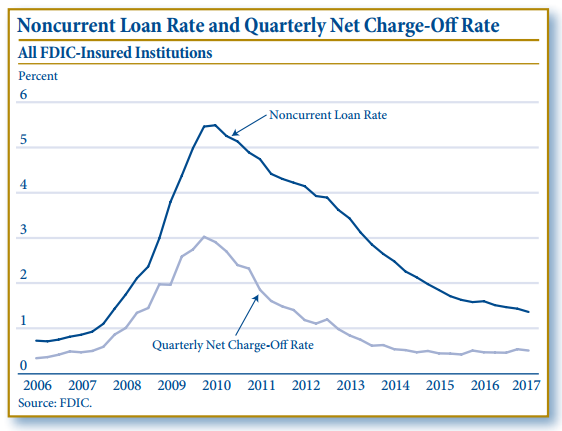 Noncurrent Loan Rate and Quarterly Net Charge-Off Rate
All FDIC-Insured Institutions
Percent
6
Noncurrent Loan Rate
5
4
3
2
1
Quarterly Net Charge-Off Rate
0
2006 2007 2008 2009 2010 2011 2012 2013 2014 2015 2016 2017
Source: FDIC.